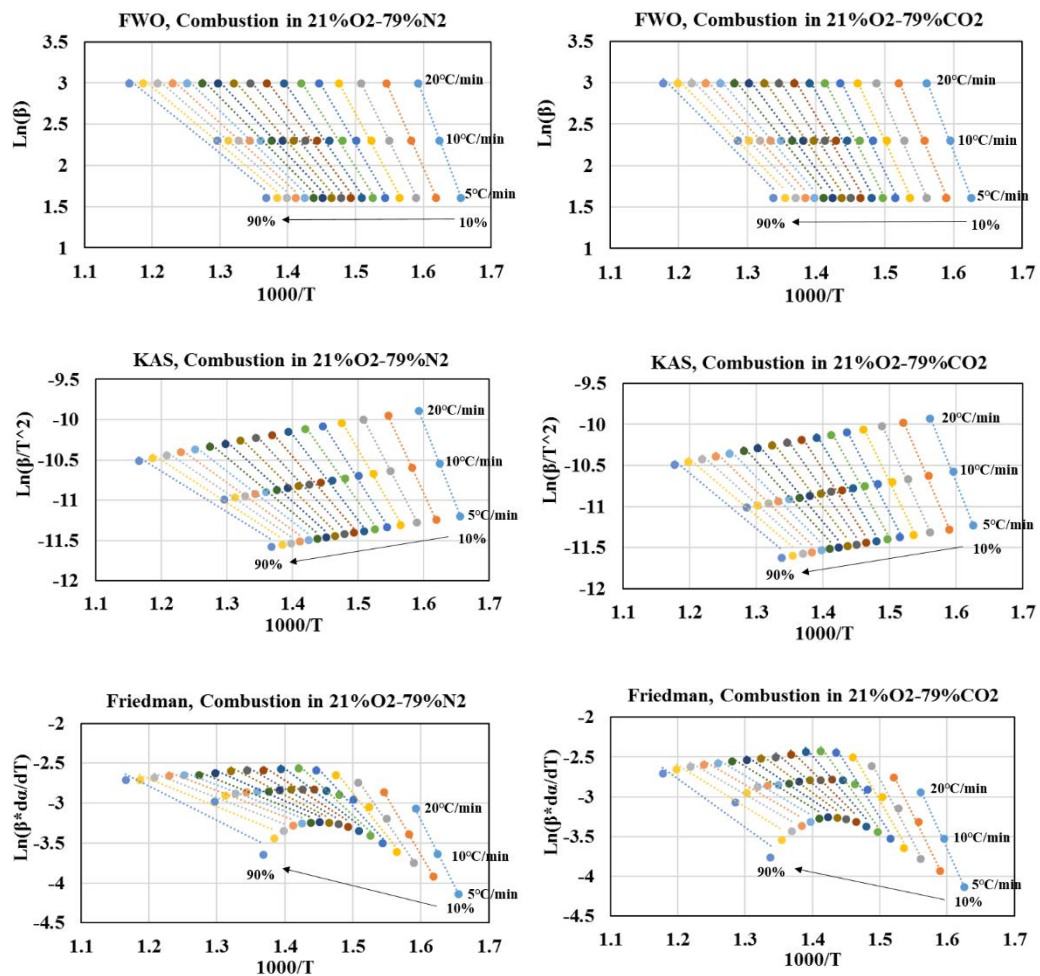 FWO, Combustion in 21%O2-79%N2
3.5
3
2.5
2
1.5
1
Ln(β)
20℃/min
10℃/min
5℃/min
90%
10%
1.1 1.2 1.3 1.4 1.5 1.6 1.7
1000/T
FWO, Combustion in 21%O2-79%CO2
3.5
3
2.5
2
1.5
1
Ln(β)
20℃/min
10℃/min
5℃/min
90%
10%
1.1 1.2 1.3 1.4 1.5 1.6 1.7
1000/T
KAS, Combustion in 21%O2-79%N2
-9.5
-10
-10.5
-11
-11.5
-12
Ln(β/T^2)
20℃/min
10℃/min
5℃/min
10%
90%
1.1 1.2 1.3 1.4 1.5 1.6 1.7
1000/T
KAS, Combustion in 21%O2-79%CO2
-9.5
-10
-10.5
-11
-11.5
-12
Ln(β/T^2)
20℃/min
10℃/min
5℃/min
10%
90%
1.1 1.2 1.3 1.4 1.5 1.6 1.7
1000/T
Friedman, Combustion in 21%O2-79%N2
-2
-2.5
-3
-3.5
-4
-4.5
Ln(β*dα/dT)
20℃/min
10℃/min
5℃/min
90%
10%
1.1 1.2 1.3 1.4 1.5 1.6 1.7
1000/T
Friedman, Combustion in 21%O2-79%CO2
-2
-2.5
-3
-3.5
-4
-4.5
Ln(β*dα/dT)
20℃/min
10℃/min
5℃/min
90%
10%
1.1 1.2 1.3 1.4 1.5 1.6 1.7
1000/T